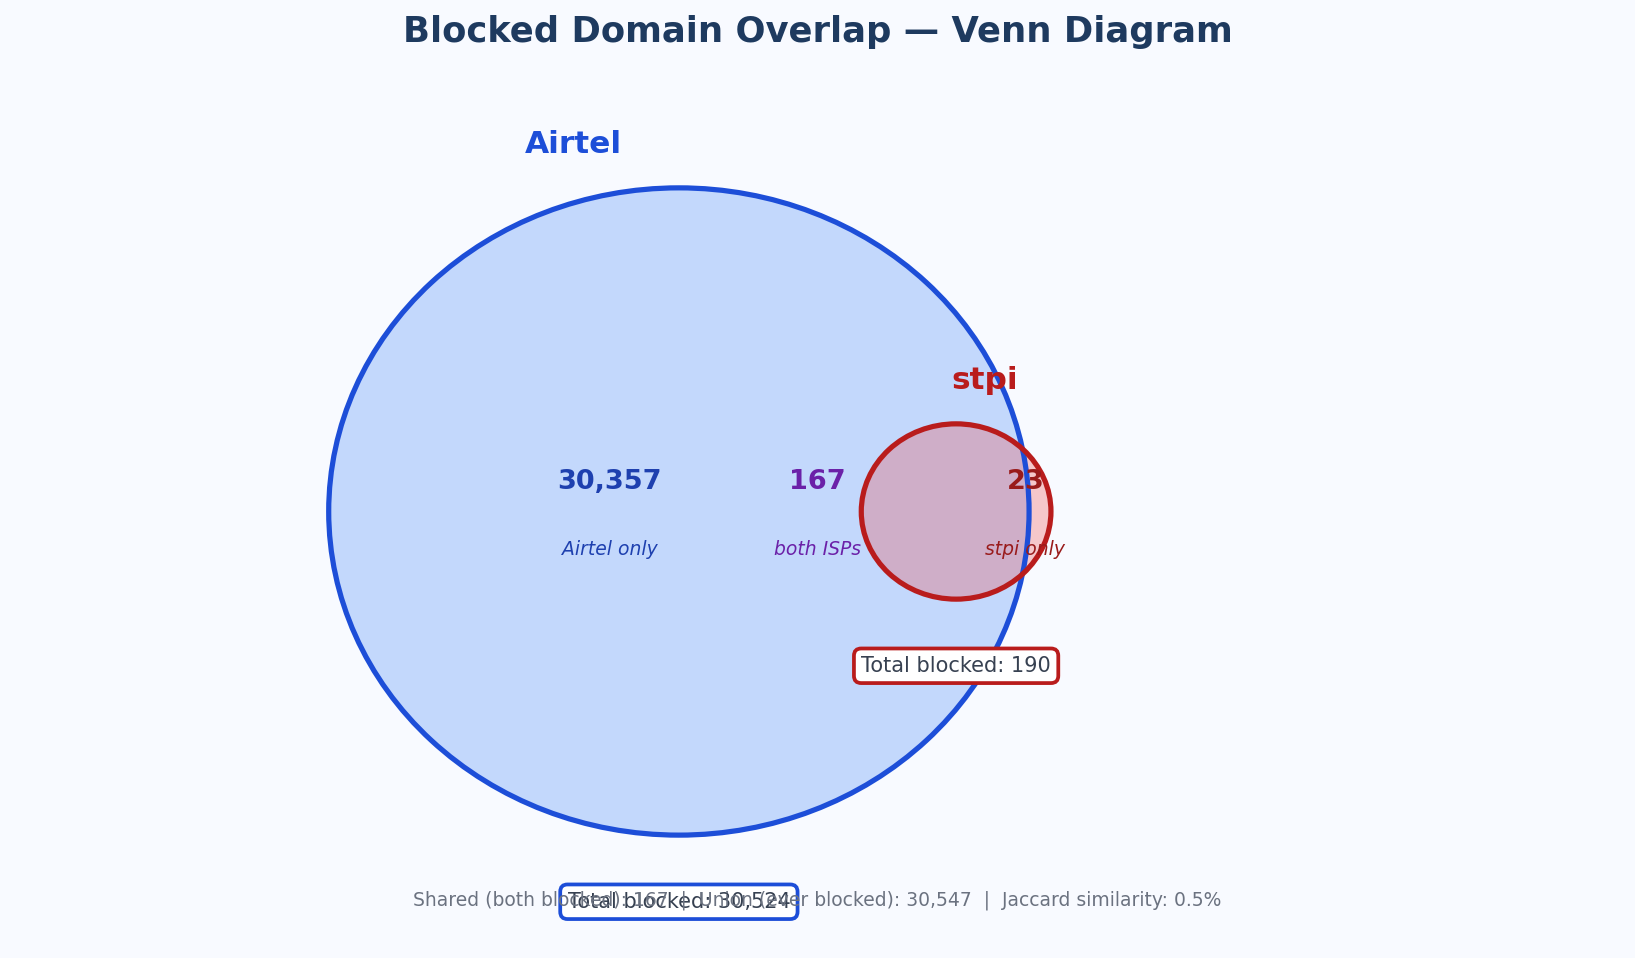 Blocked Domain Overlap — Venn Diagram
Airtel
stpi
30,357
167
23
Airtel only
both ISPs
stpi only
Total blocked: 190
Total blocked: 30,524
Shared (both blocked): 167 | Union (ever blocked): 30,547 | Jaccard similarity: 0.5%